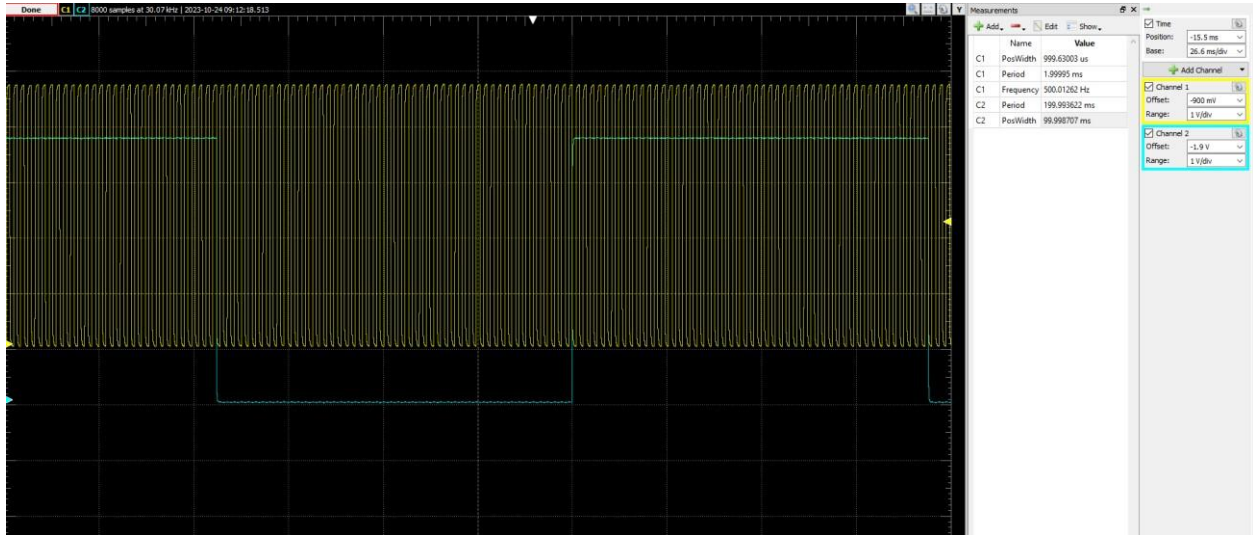 Done C1 C2 8000 samples at 30.07 kHz | 2023-10-24 09:12:18.513
Y
Measurements
Add Edit Show
Name Value
C1 PosWidth 999.63003 us
C1 Period 1.99995 ms
C1 Frequency 500.01262 Hz
C2 Period 199.993622 ms
C2 PosWidth 99.998707 ms
Time
Position: -15.5 ms
Base: 26.6 ms/div
Add Channel
Channel 1
Offset: -900 mV
Range: 1 V/div
Channel 2
Offset: -1.9 V
Range: 1 V/div